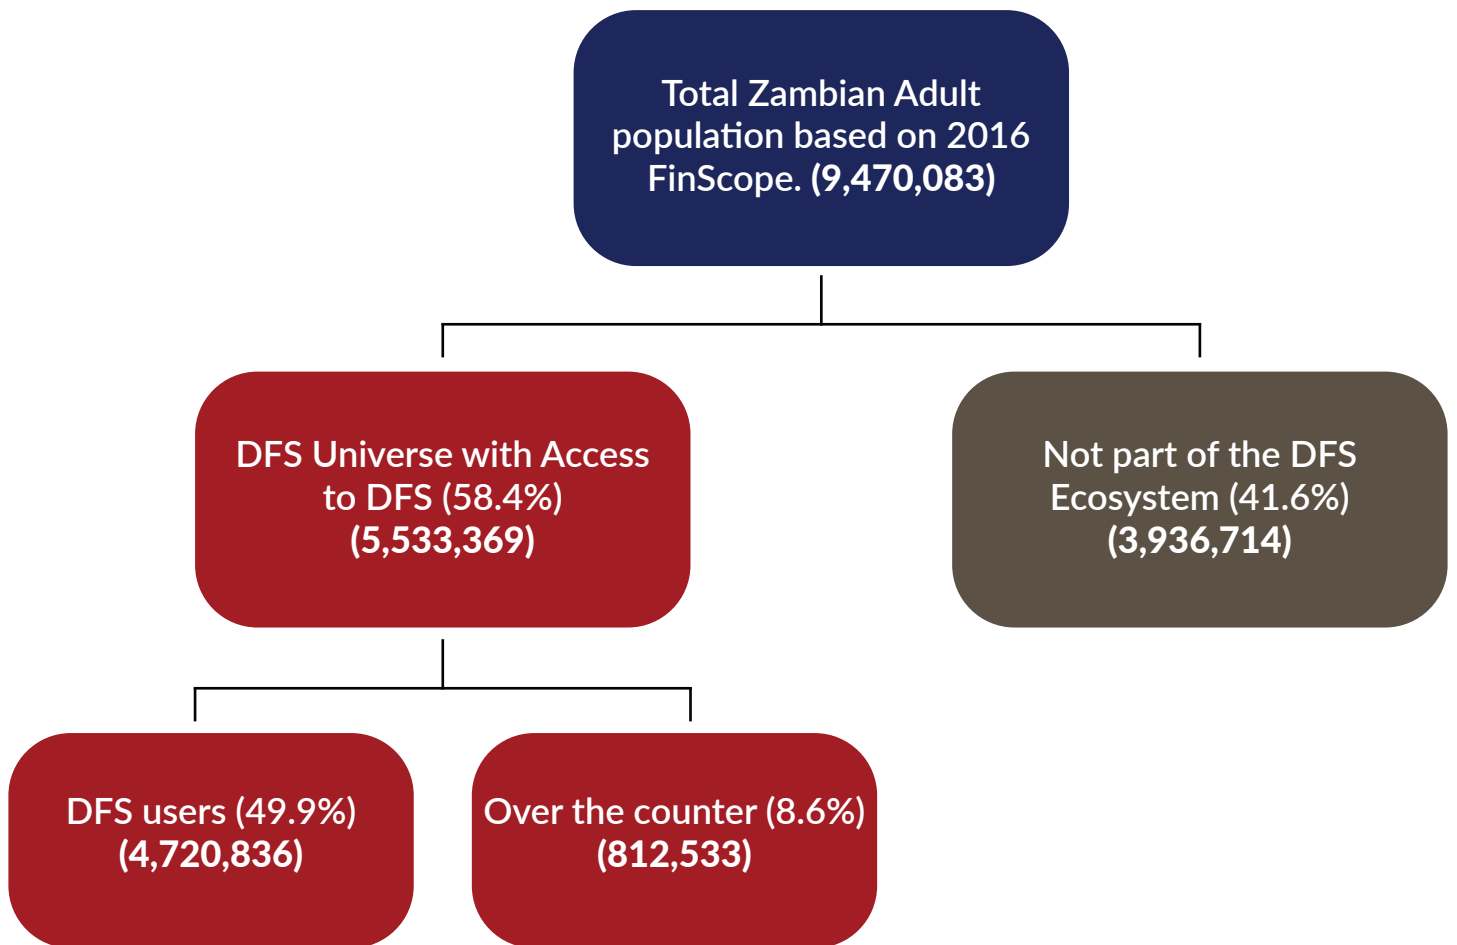 Total Zambian Adult
population based on 2016
FinScope. (9,470,083)
DFS Universe with Access
to DFS (58.4%)
(5,533,369)
Not part of the DFS
Ecosystem (41.6%)
(3,936,714)
DFS users (49.9%)
(4,720,836)
Over the counter (8.6%)
(812,533)